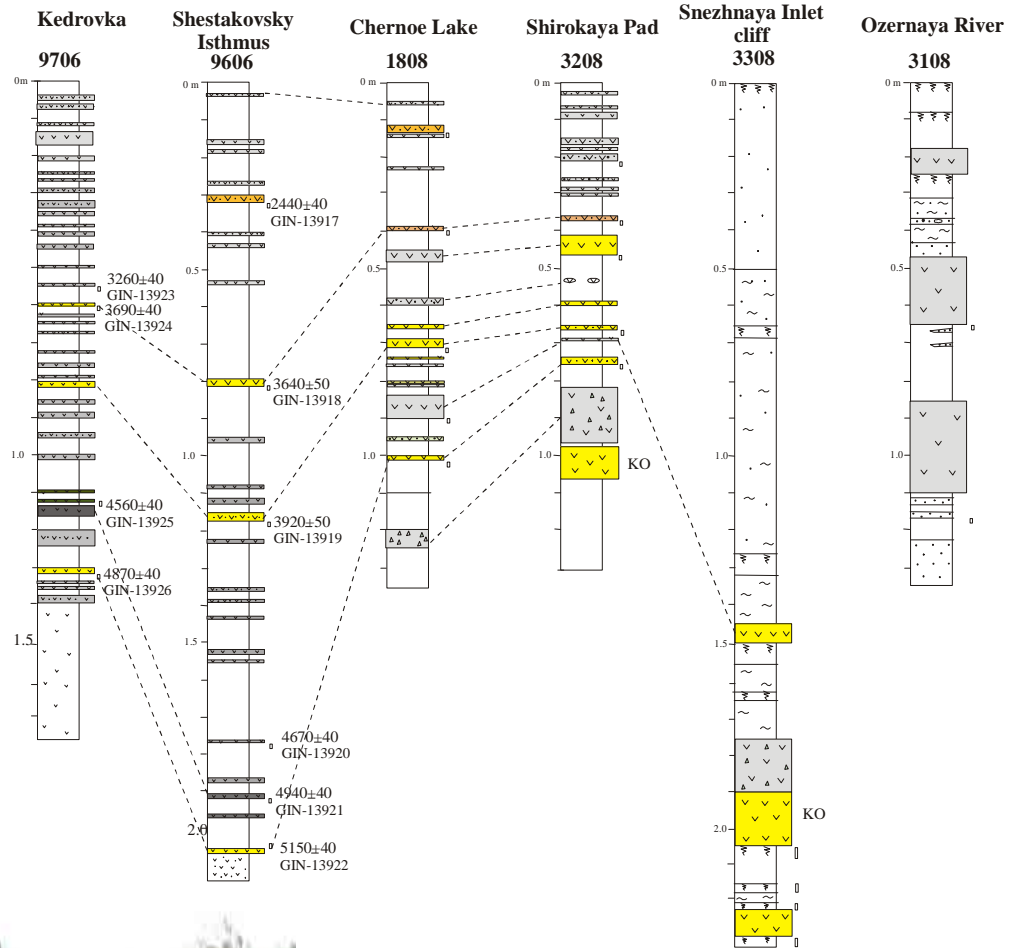 Kedrovka
9706
Shestakovsky
Isthmus
9606
Chernoe Lake
1808
Shirokaya Pad
3208
Snezhnaya Inlet
cliff
3308
Ozernaya River
3108
0 m
3260±40
GIN-13923
3690±40
GIN-13924
1.0
4560±40
GIN-13925
4870±40
GIN-13926
1.5
0 m
2440±40
GIN-13917
0.5
3640±50
GIN-13918
1.0
3920±50
GIN-13919
1.5
4670±40
GIN-13920
4940±40
GIN-13921
2.0
5150±40
GIN-13922
0 m
0.5
1.0
0 m
0.5
1.0
KO
0 m
0.5
1.0
1.5
2.0
KO
0 m
0.5
1.0